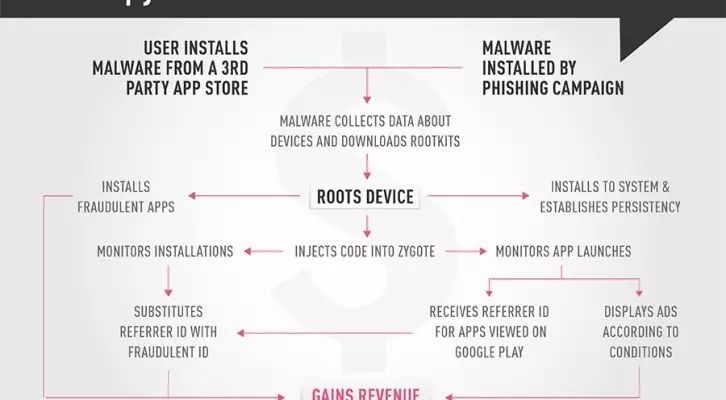 USER INSTALLS
MALWARE FROM A 3RD
PARTY APP STORE
MALWARE
INSTALLED BY
PHISHING CAMPAIGN
MALWARE COLLECTS DATA ABOUT
DEVICES AND DOWNLOADS ROOTKITS
INSTALLS
FRAUDULENT APPS
ROOTS DEVICE
INSTALLS TO SYSTEM &
ESTABLISHES PERSISTENCY
MONITORS INSTALLATIONS
INJECTS CODE INTO ZYGOTE
MONITORS APP LAUNCHES
SUBSTITUTES
REFERRER ID WITH
FRAUDULENT ID
RECEIVES REFERRER ID
FOR APPS VIEWED ON
GOOGLE PLAY
DISPLAYS ADS
ACCORDING TO
CONDITIONS
GAINS REVENUE